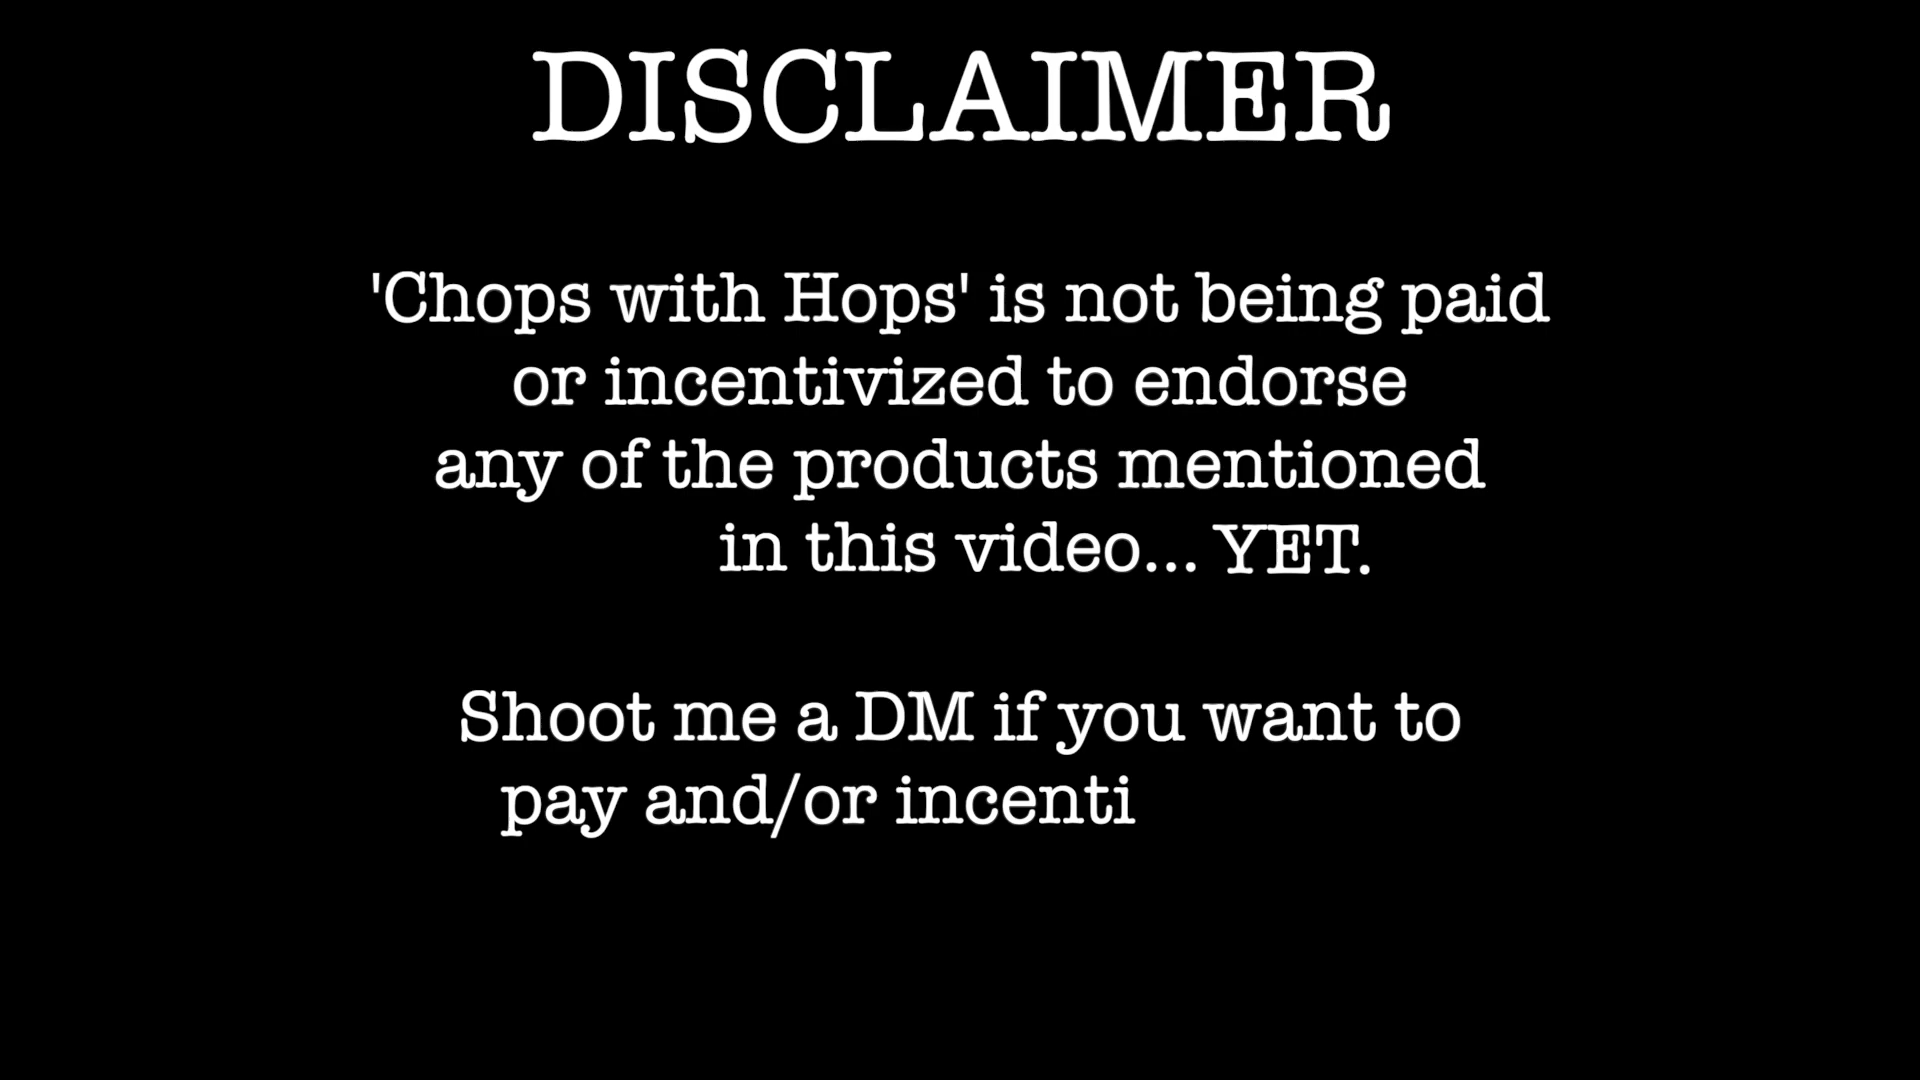 DISCLAIMER
'Chops with Hops' is not being paid
or incentivized to endorse
any of the products mentioned
in this video... YET.
Shoot me a DM if you want to
pay and/or incenti